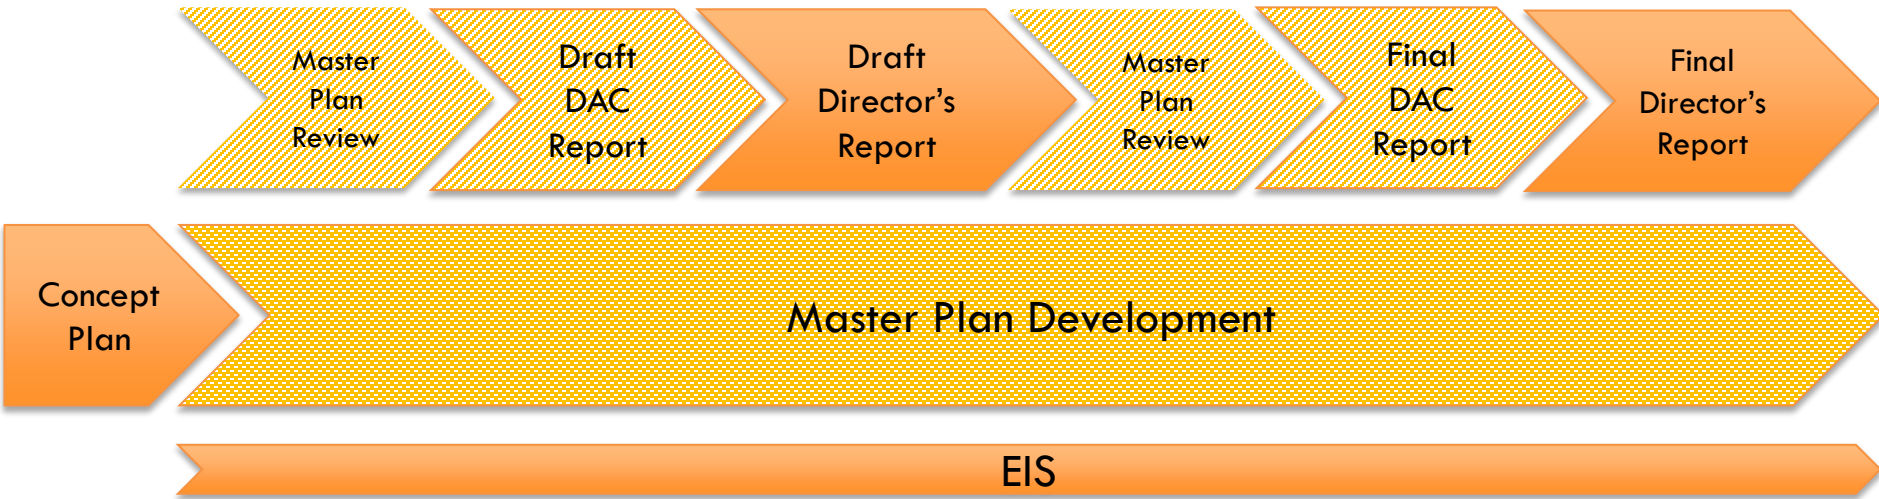 Master
Plan
Review
Draft
DAC
Report
Draft
Director's
Report
Master
Plan
Review
Final
DAC
Report
Final
Director's
Report
Concept
Plan
Master Plan Development
EIS